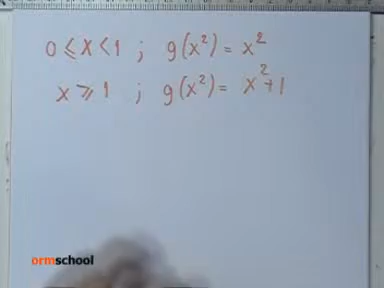 0 ≤ x < 1 ; g(x²) = x²
x ≥ 1 ; g(x²) = x² + 1
ormschool